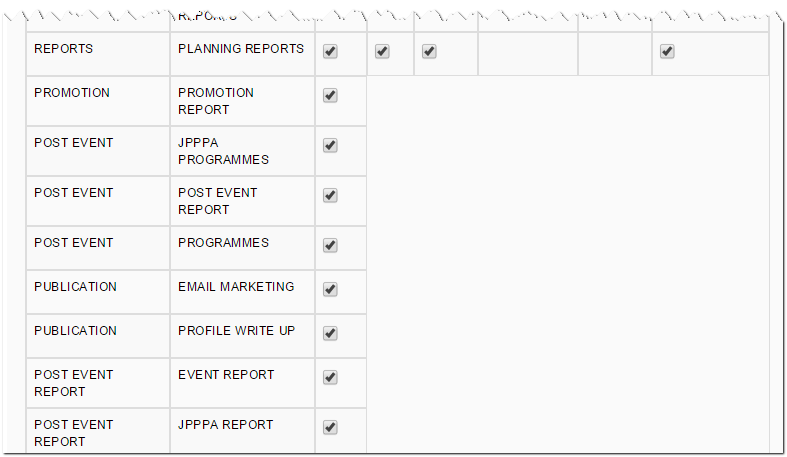 REPORTS
REPORTS PLANNING REPORTS
PROMOTION PROMOTION
REPORT
POST EVENT JPPPA
PROGRAMMES
POST EVENT POST EVENT
REPORT
POST EVENT PROGRAMMES
PUBLICATION EMAIL MARKETING
PUBLICATION PROFILE WRITE UP
POST EVENT EVENT REPORT
REPORT
POST EVENT JPPPA REPORT
REPORT